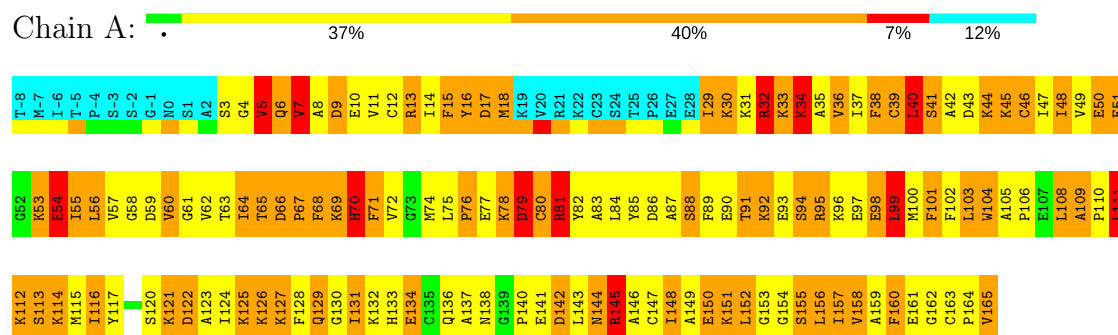 Chain A:
• 37% 40% 7% 12%
T-8 M-7 I-6 T-5 P-4 S-3 S-2 G-1 N0 S1 A2 S3 G4 V5 Q6 V7 A8 D9 E10 V11 C12 R13 I14 F15 Y16 D17 M18 K19 V20 R21 K22 C23 S24 T25 P26 E27 E28 I29 K30 K31 R32 K33 K34 A35 V36 I37 F38 C39 L40 S41 A42 D43 K44 K45 C46 I47 I48 V49 E50 E51
G52 K53 E54 I55 L56 V57 G58 D59 V60 G61 V62 T63 I64 T65 D66 P67 F68 K69 H70 F71 V72 G73 M74 L75 P76 E77 K78 D79 C80 R81 Y82 A83 L84 Y85 D86 A87 S88 F89 E90 T91 K92 E93 S94 R95 K96 E97 E98 L99 M100 F101 F102 L103 W104 A105 P106 E107 L108 A109 P110 L111
K112 S113 K114 M115 I116 Y117 S120 K121 D122 A123 I124 K125 K126 K127 F128 Q129 G130 I131 K132 H133 E134 C135 Q136 A137 N138 G139 P140 E141 D142 L143 N144 R145 A146 C147 I148 A149 E150 K151 L152 G153 G154 S155 L156 I157 V158 A159 F160 E161 G162 C163 P164 V165